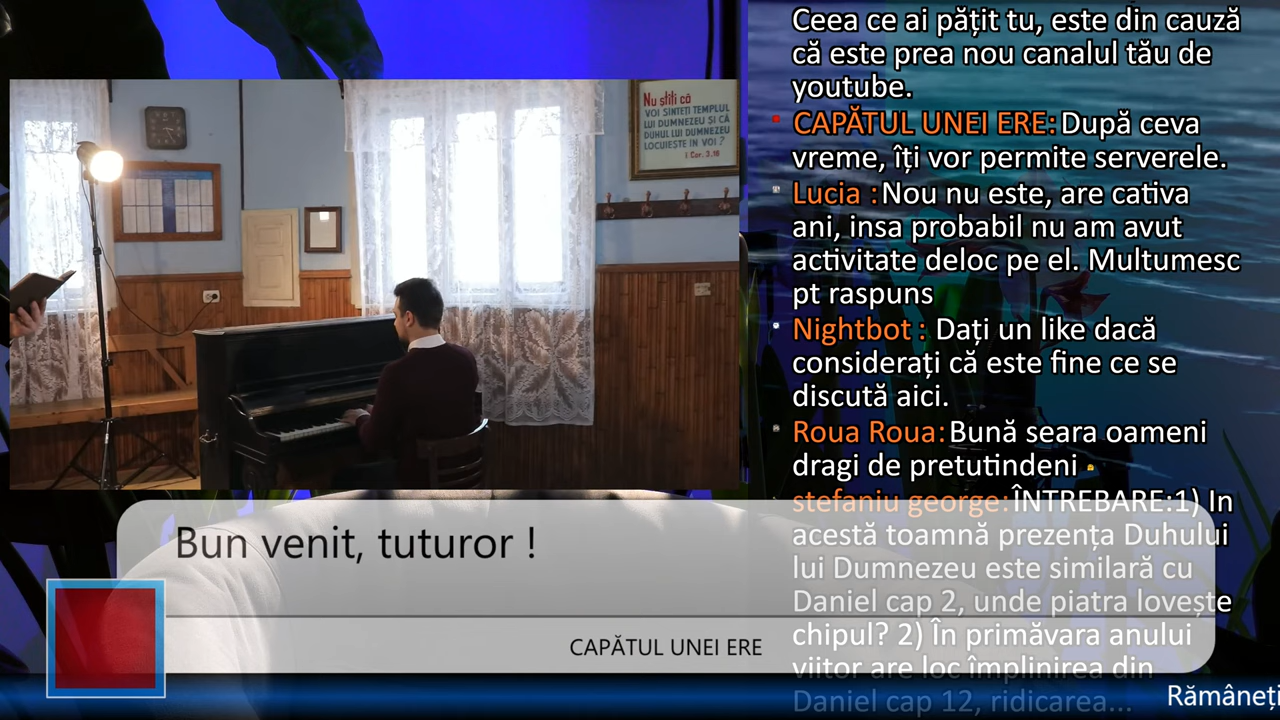 Nu știți că
VOI SINTEȚI TEMPLUL
LUI DUMNEZEU SI CĂ
DUHUL LUI DUMNEZEU
LOCUIEȘTE IN VOI ?
I Cor. 3.16
Ceea ce ai pățit tu, este din cauză
că este prea nou canalul tău de
youtube.
CAPĂTUL UNEI ERE: După ceva
vreme, îți vor permite serverele.
Lucia : Nou nu este, are cativa
ani, insa probabil nu am avut
activitate deloc pe el. Multumesc
pt raspuns
Nightbot : Dați un like dacă
considerați că este fine ce se
discută aici.
Roua Roua: Bună seara oameni
dragi de pretutindeni
stefaniu george: ÎNTREBARE:1) In
acestă toamnă prezența Duhului
lui Dumnezeu este similară cu
Daniel cap 2, unde piatra lovește
chipul? 2) În primăvara anului
viitor are loc împlinirea din
Daniel cap 12, ridicarea...
Bun venit, tuturor !
CAPĂTUL UNEI ERE
Rămâneți